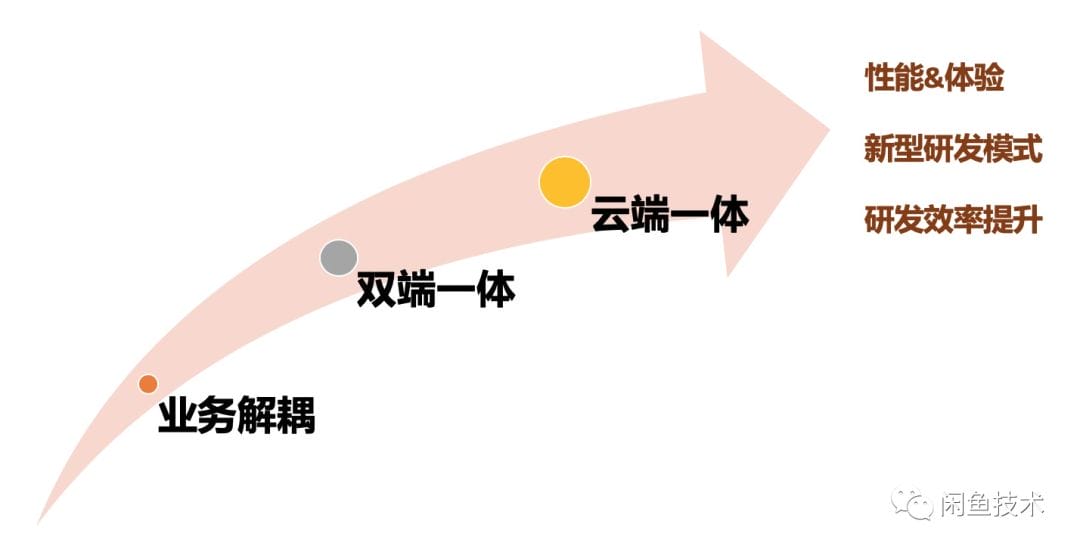 性能&体验
新型研发模式
研发效率提升
云端一体
双端一体
业务解耦
闲鱼技术